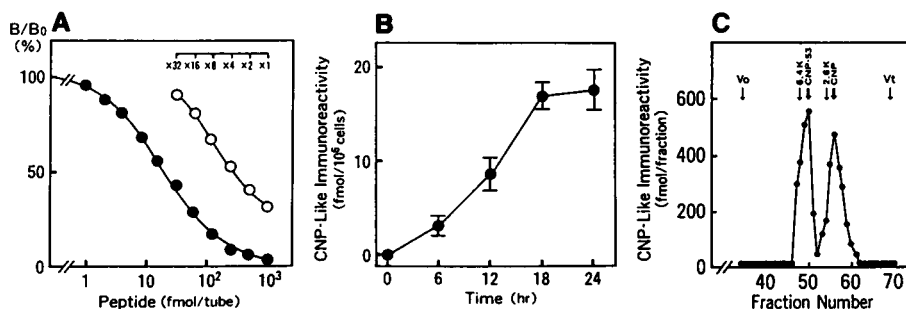 A
B/B₀
(%)
×32 ×16 ×8 ×4 ×2 ×1
100
50
0
1 10 10² 10³
Peptide (fmol/tube)
B
CNP-Like Immunoreactivity
(fmol/10⁶ cells)
20
10
0
0 6 12 18 24
Time (hr)
C
CNP-Like Immunoreactivity
(fmol/fraction)
Vo
6.4K
CNP-53
2.6K
CNP
Vt
600
400
200
0
40 50 60 70
Fraction Number